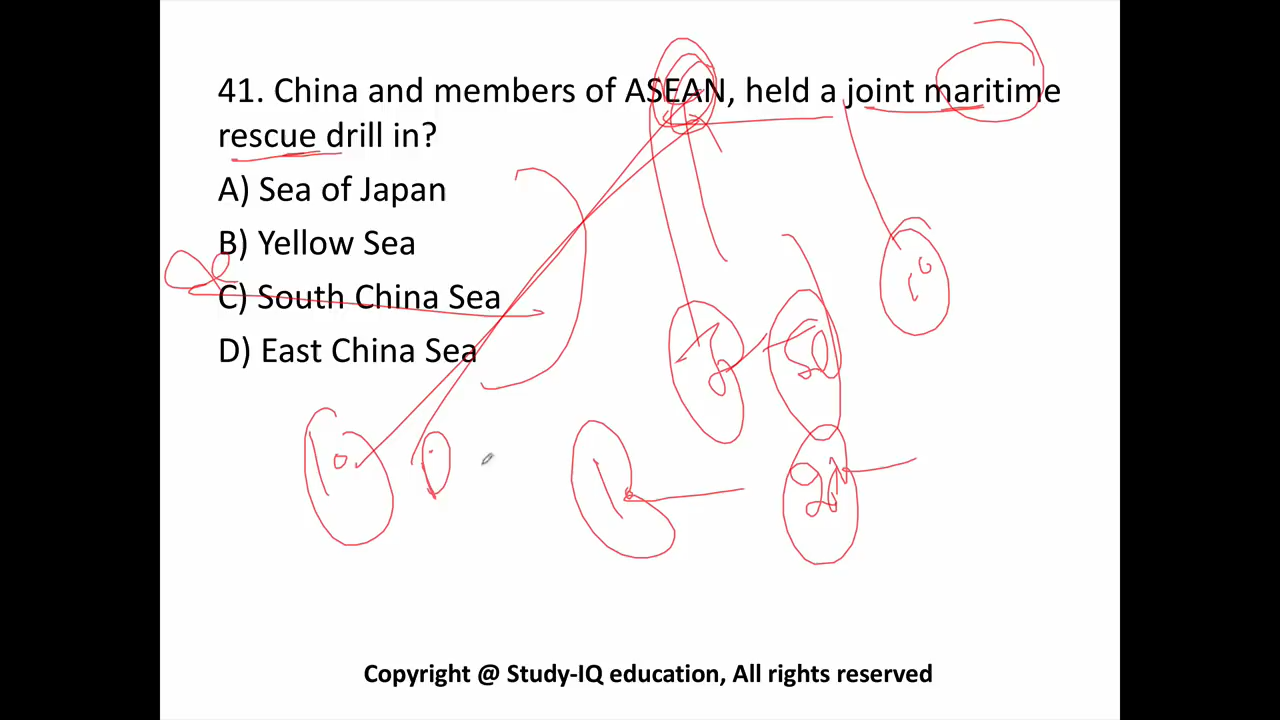 41. China and members of ASEAN, held a joint maritime
rescue drill in?
A) Sea of Japan
B) Yellow Sea
C) South China Sea
D) East China Sea
Copyright @ Study-IQ education, All rights reserved